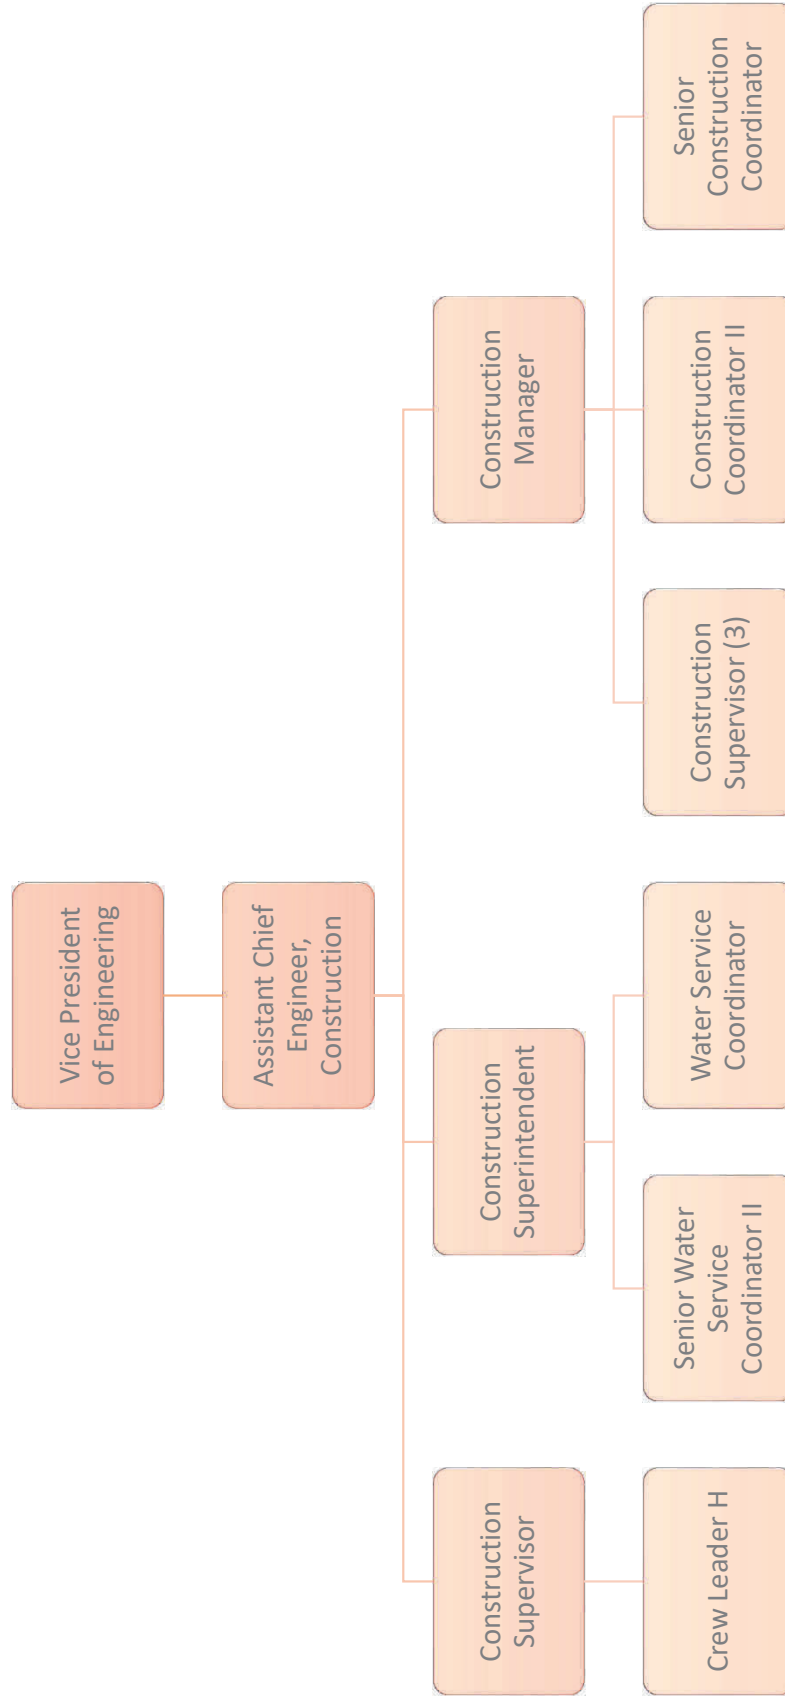 Vice President
of Engineering
Assistant Chief
Engineer,
Construction
Construction
Supervisor
Construction
Superintendent
Construction
Manager
Crew Leader H
Senior Water
Service
Coordinator II
Water Service
Coordinator
Construction
Supervisor (3)
Construction
Coordinator II
Senior
Construction
Coordinator